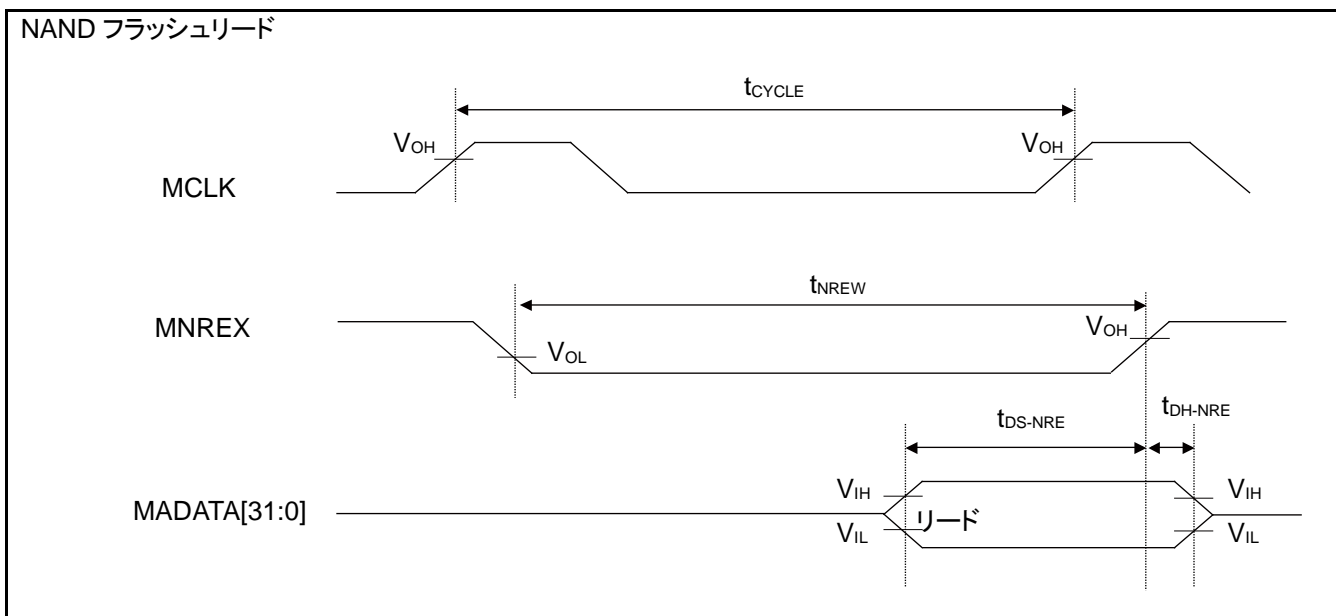 NAND フラッシュリード
tCYCLE
VOH
VOH
MCLK
tNREW
MNREX
VOH
VOL
tDS-NRE
tDH-NRE
VIH
VIH
MADATA[31:0]
リード
VIL
VIL